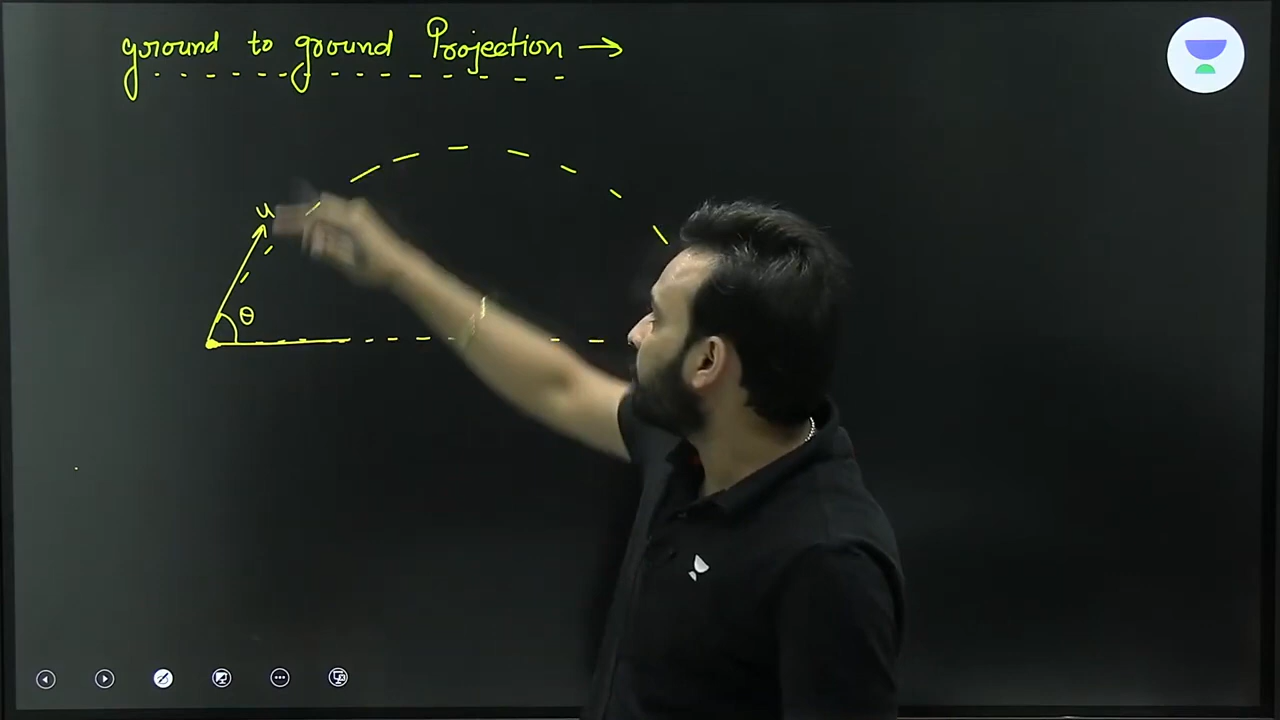 ground to ground Projection →
u
θ